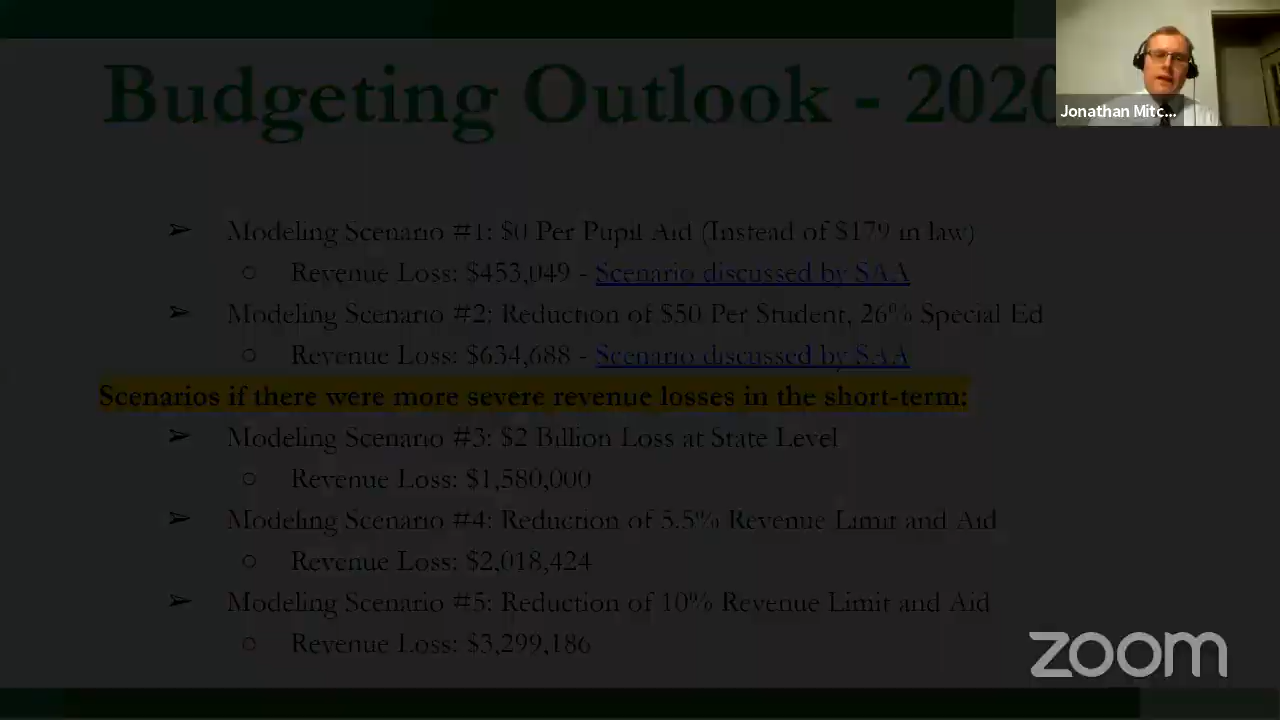 Budgeting Outlook - 2020
Jonathan Mitc...
➢ Modeling Scenario #1: $0 Per Pupil Aid (Instead of $179 in law)
○ Revenue Loss: $453,049 - Scenario discussed by SAA
➢ Modeling Scenario #2: Reduction of $50 Per Student, 26% Special Ed
○ Revenue Loss: $634,688 - Scenario discussed by SAA
Scenarios if there were more severe revenue losses in the short-term:
➢ Modeling Scenario #3: $2 Billion Loss at State Level
○ Revenue Loss: $1,580,000
➢ Modeling Scenario #4: Reduction of 5.5% Revenue Limit and Aid
○ Revenue Loss: $2,018,424
➢ Modeling Scenario #5: Reduction of 10% Revenue Limit and Aid
○ Revenue Loss: $3,299,186
zoom